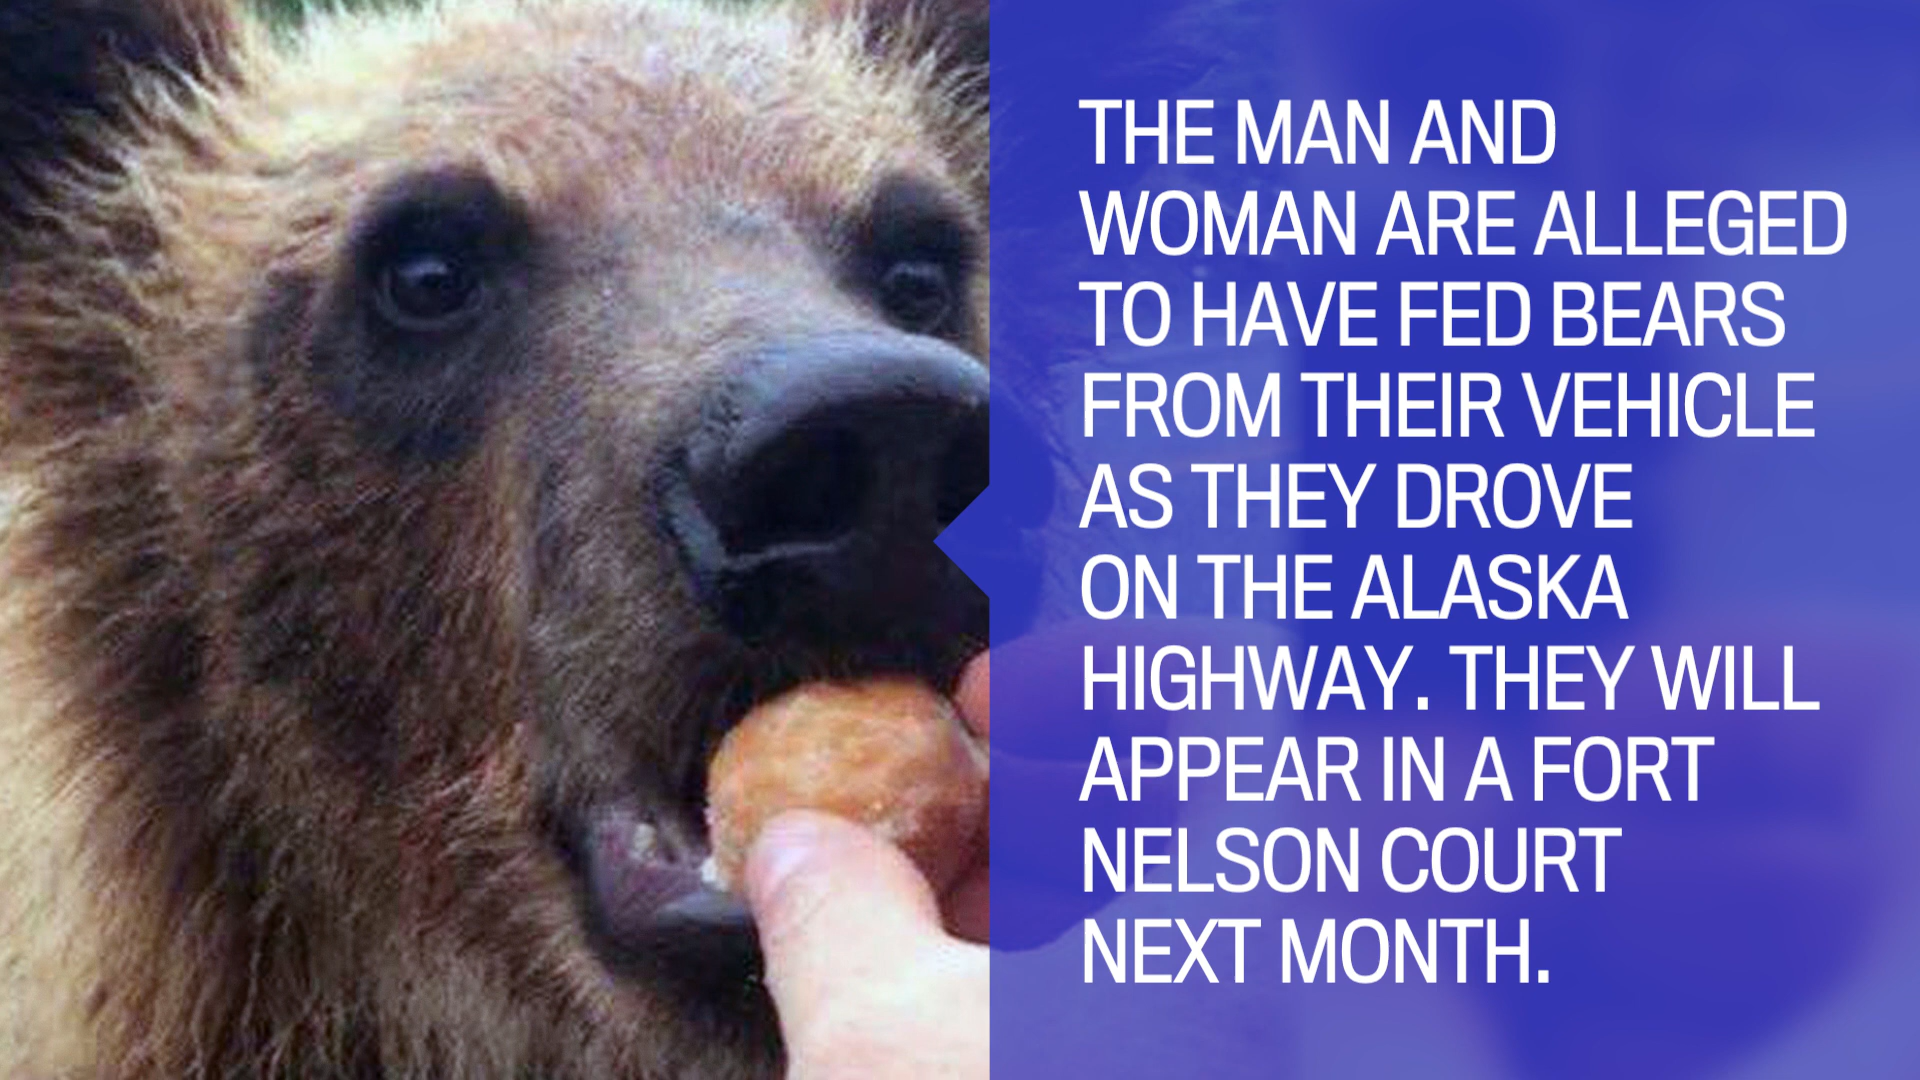 THE MAN AND
WOMAN ARE ALLEGED
TO HAVE FED BEARS
FROM THEIR VEHICLE
AS THEY DROVE
ON THE ALASKA
HIGHWAY. THEY WILL
APPEAR IN A FORT
NELSON COURT
NEXT MONTH.